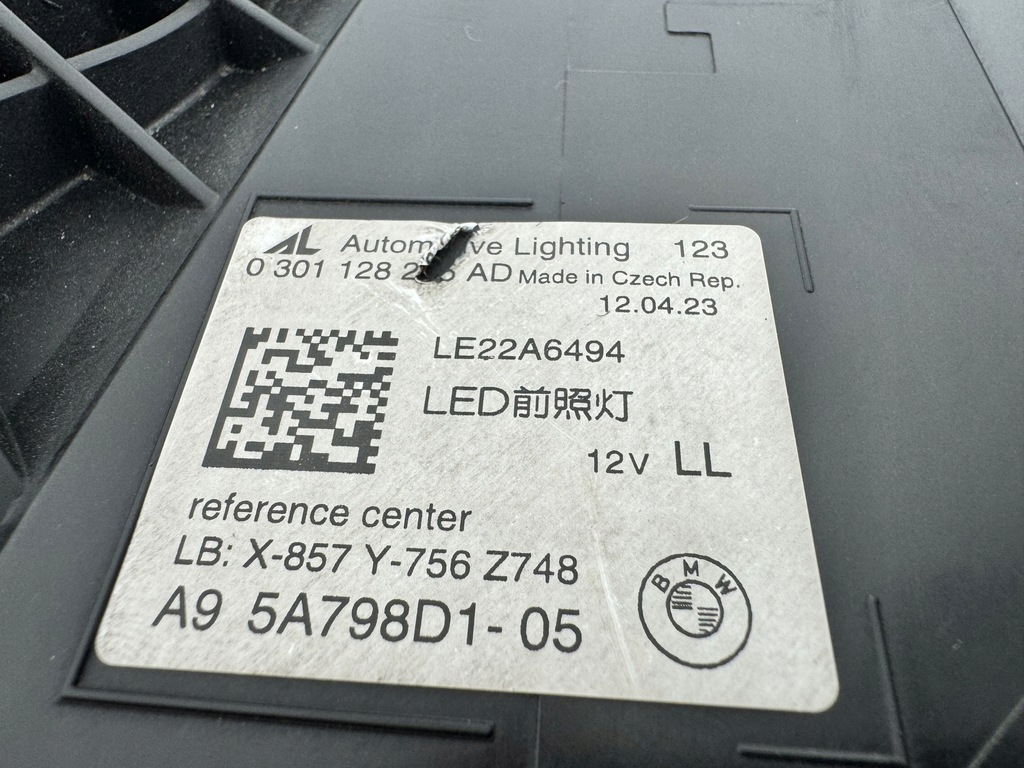 AL Automotive Lighting 123
0 301 128 AD Made in Czech Rep.
12.04.23
LE22A6494
LED前照灯
12V LL
reference center
LB: X-857 Y-756 Z748
A9 5A798D1-05
BMW